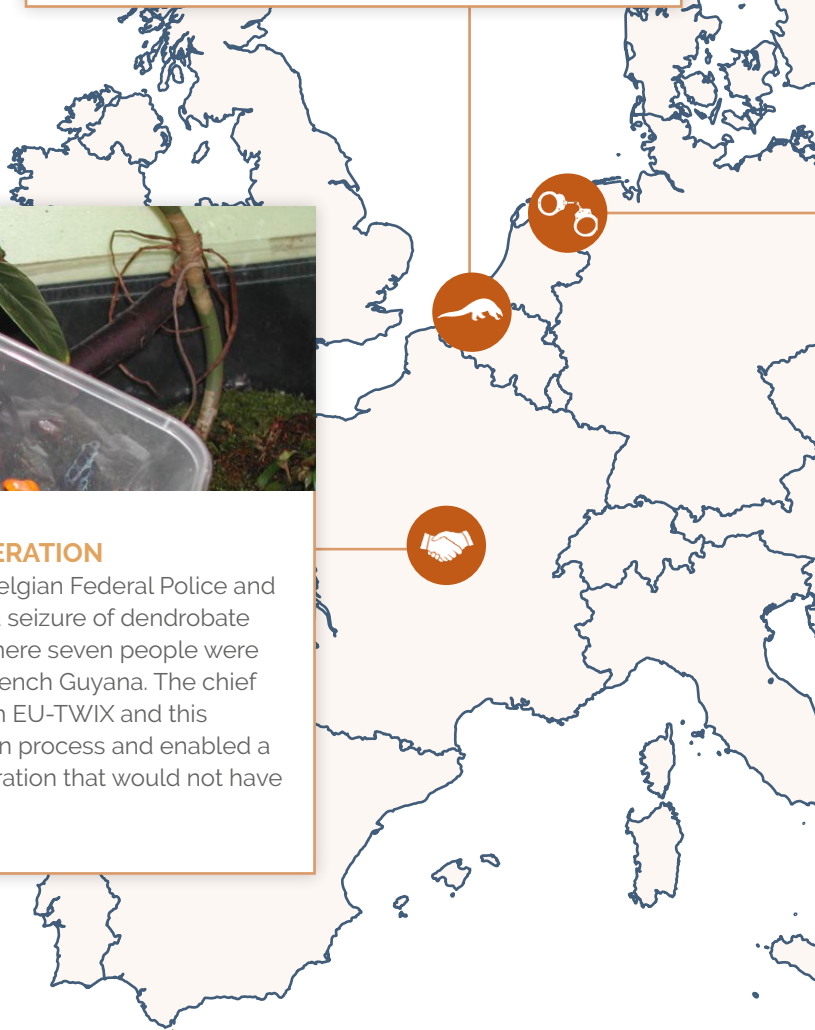 ERATION
elgian Federal Police and
seizure of dendrobate
here seven people were
ench Guyana. The chief
EU-TWIX and this
n process and enabled a
ration that would not have